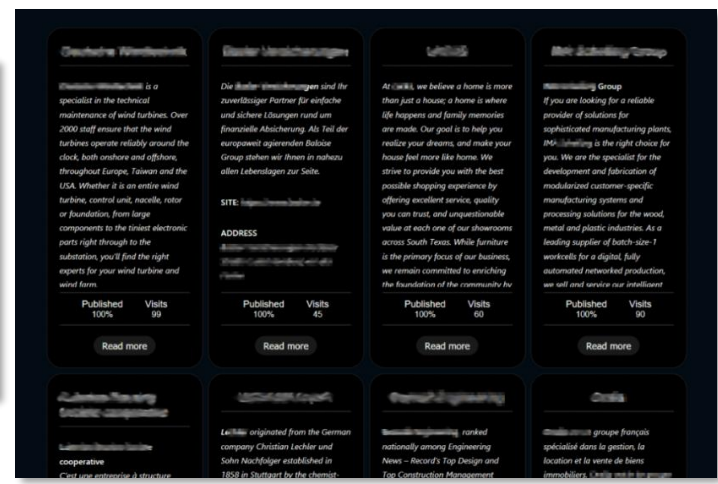 is a
specialist in the technical
maintenance of wind turbines. Over
2000 staff ensure that the wind
turbines operate reliably around the
clock, both onshore and offshore,
throughout Europe, Taiwan and the
USA. Whether it is an entire wind
turbine, control unit, nacelle, rotor
or foundation, from large
components to the tiniest electronic
parts right through to the
substation, you'll find the right
experts for your wind turbine and
wind farm.
Published Visits
100% 99
Read more
Die sind Ihr
zuverlässiger Partner für einfache
und sichere Lösungen rund um
finanzielle Absicherung. Als Teil der
europaweit agierenden Baloise
Group stehen wir Ihnen in nahezu
allen Lebenslagen zur Seite.
SITE:
ADDRESS
Published Visits
100% 45
Read more
At , we believe a home is more
than just a house; a home is where
life happens and family memories
are made. Our goal is to help you
realize your dreams, and make your
house feel more like home. We
strive to provide you with the best
possible shopping experience by
offering excellent service, quality
you can trust, and unquestionable
value at each one of our showrooms
across South Texas. While furniture
is the primary focus of our business,
we remain committed to enriching
the foundation of the community by
Published Visits
100% 60
Read more
Group
Group
If you are looking for a reliable
provider of solutions for
sophisticated manufacturing plants,
is the right choice for
you. We are the specialist for the
development and fabrication of
modularized customer-specific
manufacturing systems and
processing solutions for the wood,
metal and plastic industries. As a
leading supplier of batch-size-1
workcells for a digital, fully
automated networked production,
we sell and service our intelligent
Published Visits
100% 90
Read more
cooperative
C'est une entreprise à structure
originated from the German
company Christian Lechler und
Sohn Nachfolger established in
1858 in Stuttgart by the chemist-
, ranked
nationally among Engineering
News – Record's Top Design and
Top Construction Management
groupe français
spécialisé dans la gestion, la
location et la vente de biens
immobiliers.